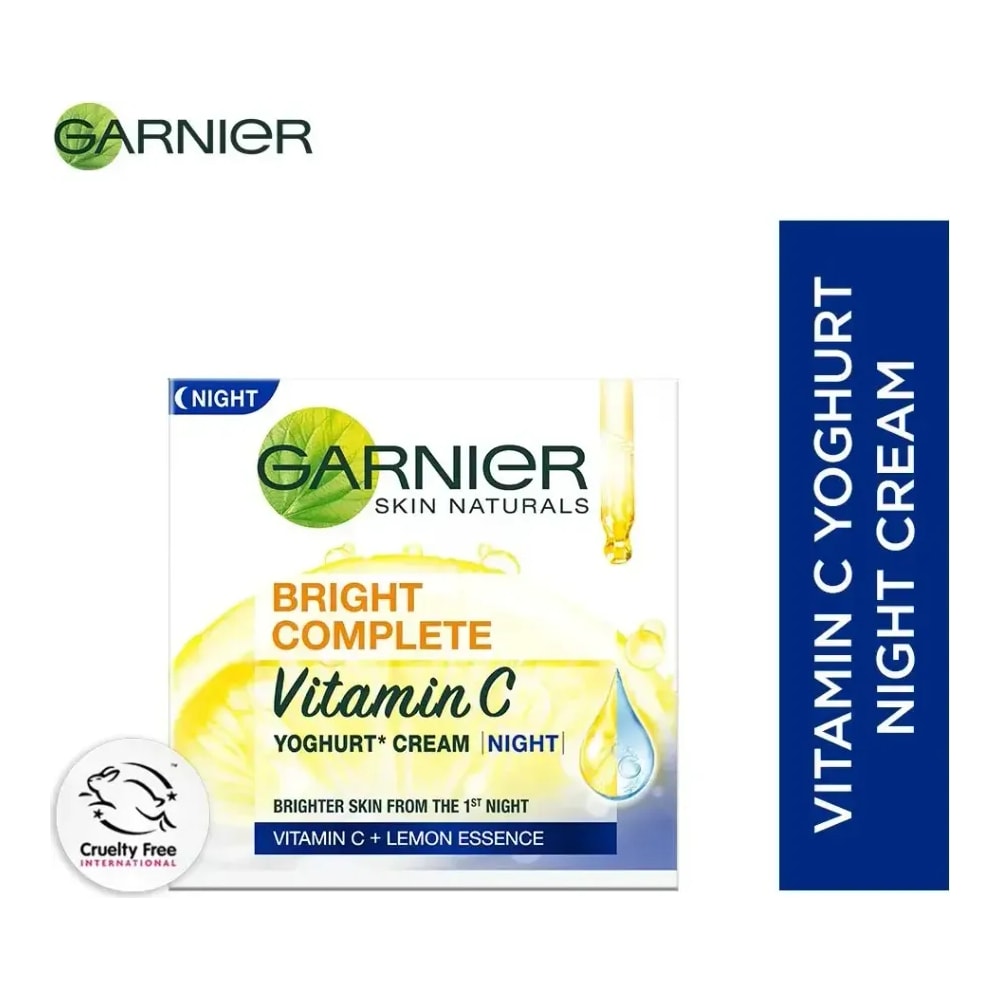 GARNIER
NIGHT
GARNIER
SKIN NATURALS
BRIGHT
COMPLETE
Vitamin C
YOGHURT* CREAM |NIGHT|
BRIGHTER SKIN FROM THE 1ST NIGHT
VITAMIN C + LEMON ESSENCE
Cruelty Free
INTERNATIONAL
VITAMIN C YOGHURT
NIGHT CREAM